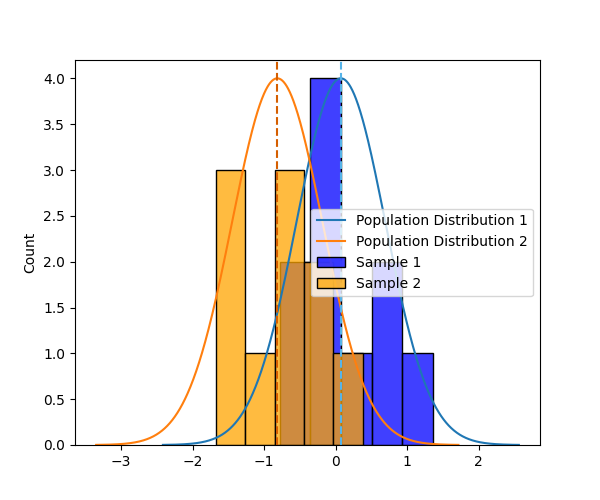 4.0
3.5
3.0
2.5
2.0
1.5
1.0
0.5
0.0
Count
Population Distribution 1
Population Distribution 2
Sample 1
Sample 2
−3 −2 −1 0 1 2